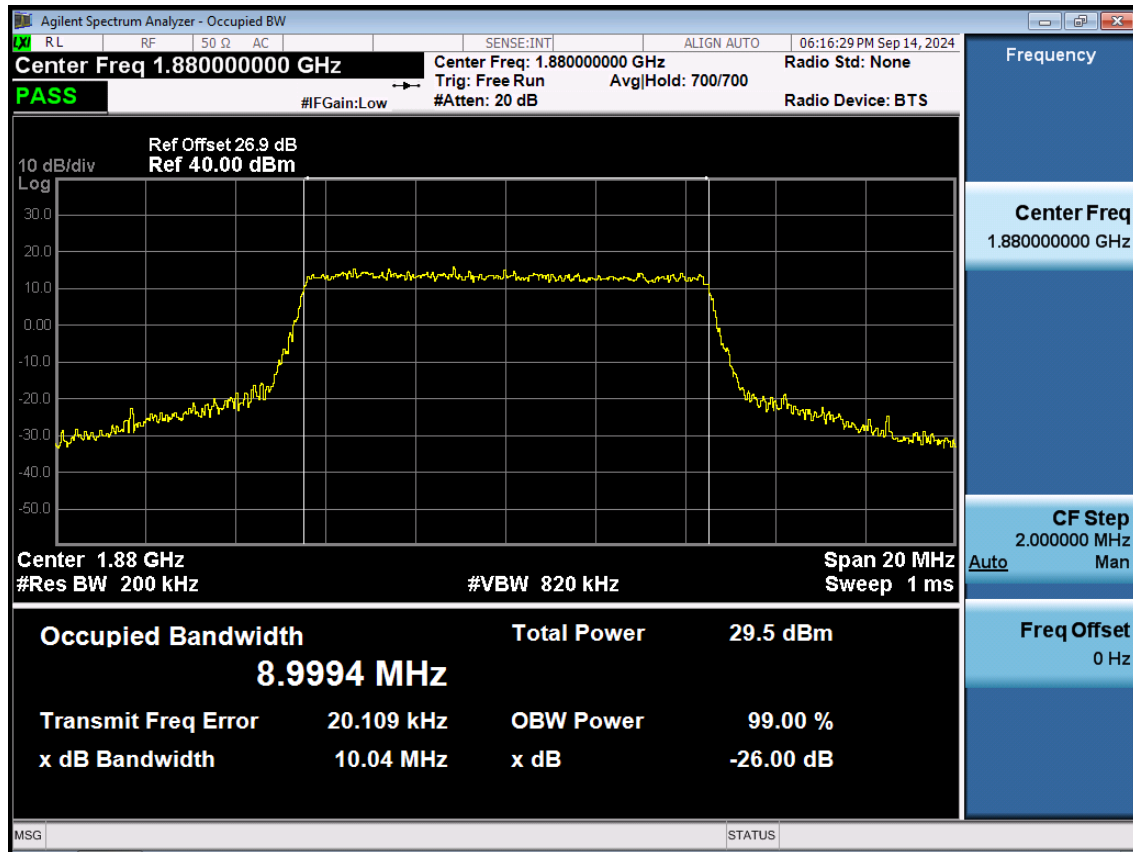 Agilent Spectrum Analyzer - Occupied BW
LXI RL RF 50 Ω AC SENSE:INT ALIGN AUTO 06:16:29 PM Sep 14, 2024
Center Freq 1.880000000 GHz
PASS
#IFGain:Low
Center Freq: 1.880000000 GHz
Trig: Free Run Avg|Hold: 700/700
#Atten: 20 dB
Radio Std: None
Radio Device: BTS
Ref Offset 26.9 dB
10 dB/div Ref 40.00 dBm
Log
30.0
20.0
10.0
0.00
-10.0
-20.0
-30.0
-40.0
-50.0
Center 1.88 GHz Span 20 MHz
#Res BW 200 kHz #VBW 820 kHz Sweep 1 ms
Occupied Bandwidth Total Power 29.5 dBm
8.9994 MHz
Transmit Freq Error 20.109 kHz OBW Power 99.00 %
x dB Bandwidth 10.04 MHz x dB -26.00 dB
Frequency
Center Freq
1.880000000 GHz
CF Step
2.000000 MHz
Auto Man
Freq Offset
0 Hz
MSG STATUS